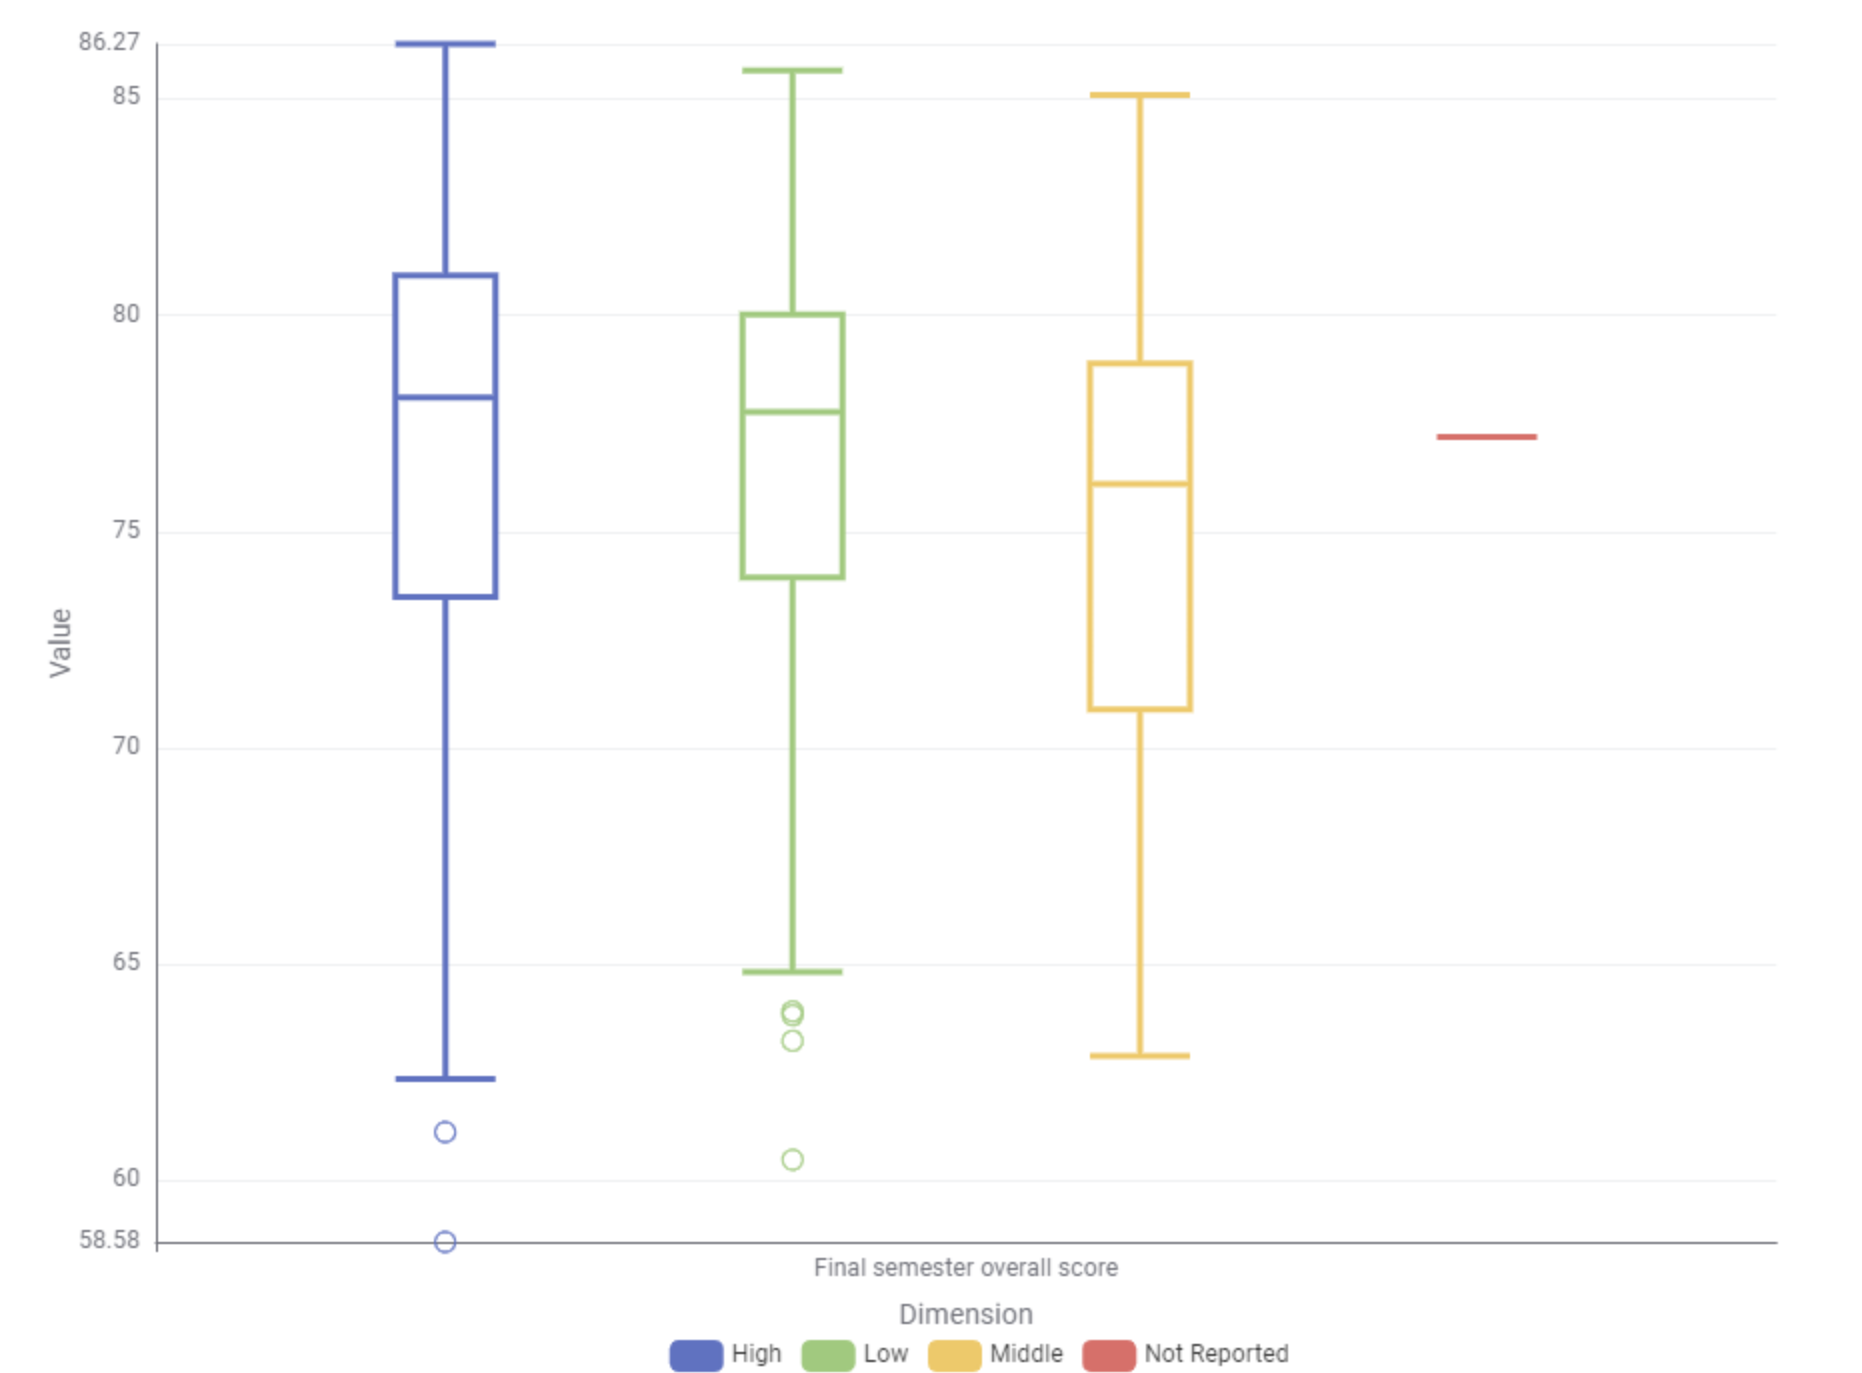 86.27
85
80
75
70
65
60
58.58
Value
Final semester overall score
Dimension
High Low Middle Not Reported